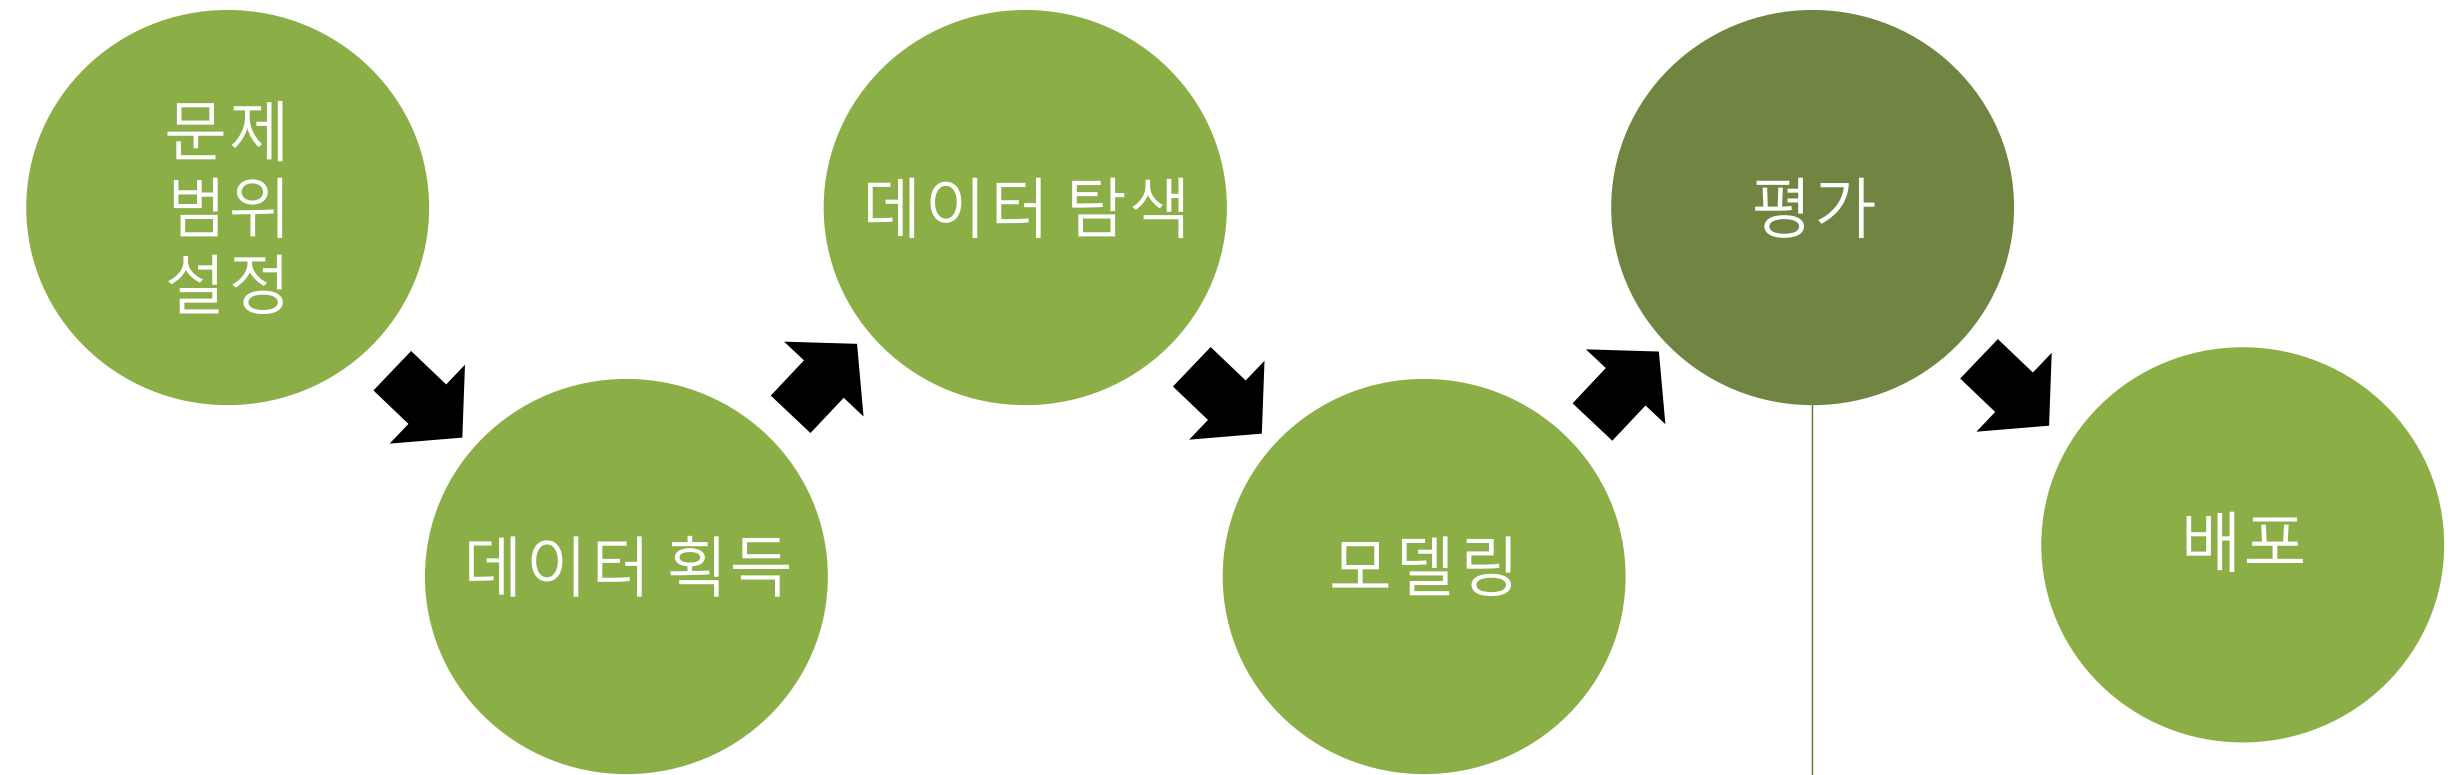 문제
범위
설정
데이터 획득
데이터 탐색
모델링
평가
배포